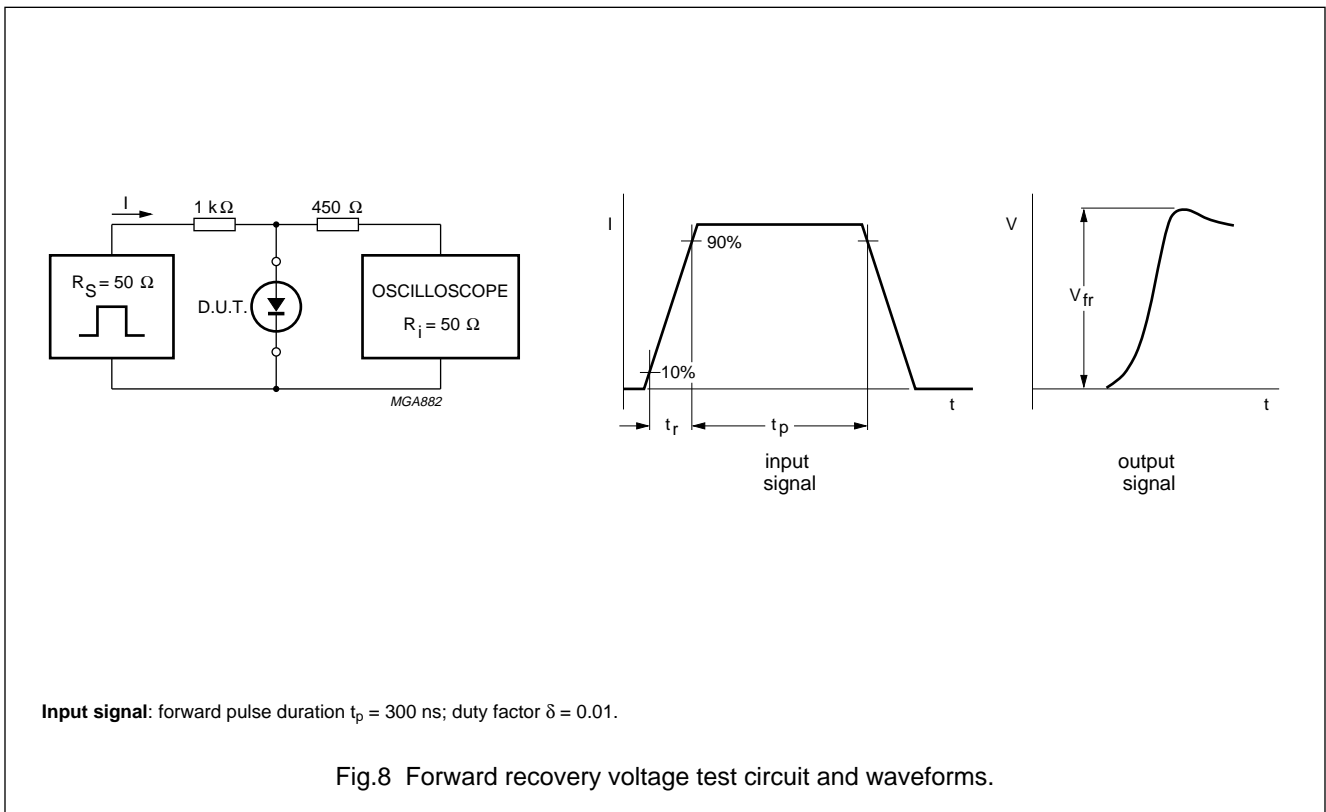 I
1 kΩ
450 Ω
R_S = 50 Ω
D.U.T.
OSCILLOSCOPE
R_i = 50 Ω
MGA882
I
90%
10%
t
t_r
t_p
input
signal
V
V_fr
t
output
signal
Input signal: forward pulse duration t_p = 300 ns; duty factor δ = 0.01.
Fig.8 Forward recovery voltage test circuit and waveforms.